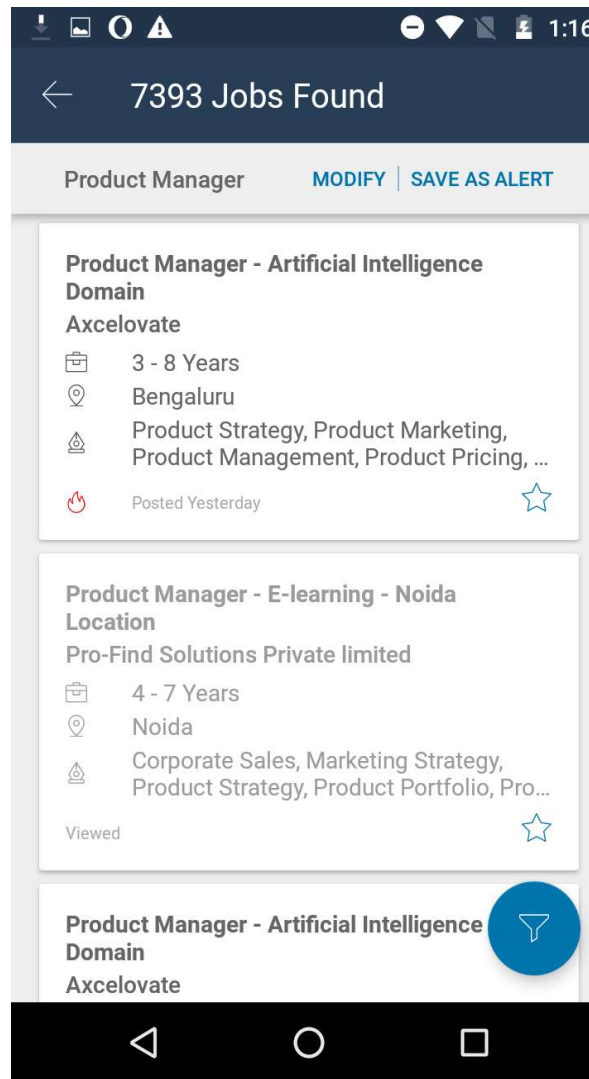 1:16
7393 Jobs Found
Product Manager MODIFY SAVE AS ALERT
Product Manager - Artificial Intelligence
Domain
Axcelovate
3 - 8 Years
Bengaluru
Product Strategy, Product Marketing,
Product Management, Product Pricing, ...
Posted Yesterday
Product Manager - E-learning - Noida
Location
Pro-Find Solutions Private limited
4 - 7 Years
Noida
Corporate Sales, Marketing Strategy,
Product Strategy, Product Portfolio, Pro...
Viewed
Product Manager - Artificial Intelligence
Domain
Axcelovate